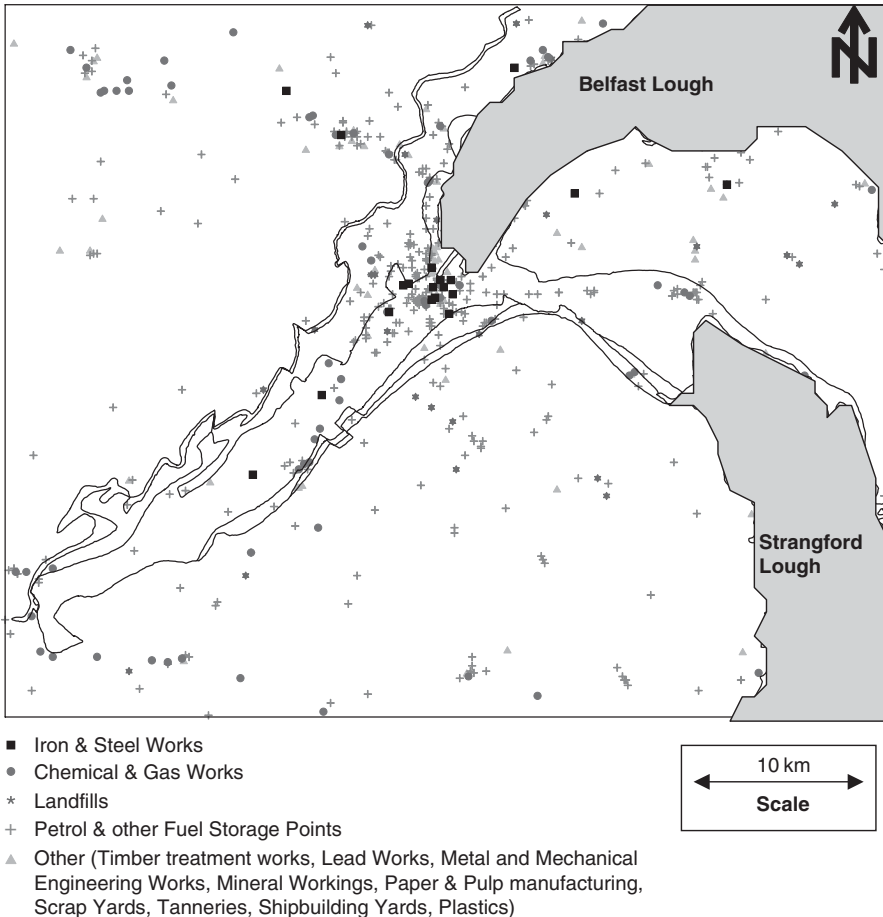 Belfast Lough
N
Strangford
Lough
Iron & Steel Works
Chemical & Gas Works
Landfills
Petrol & other Fuel Storage Points
Other (Timber treatment works, Lead Works, Metal and Mechanical
Engineering Works, Mineral Workings, Paper & Pulp manufacturing,
Scrap Yards, Tanneries, Shipbuilding Yards, Plastics)
10 km
Scale